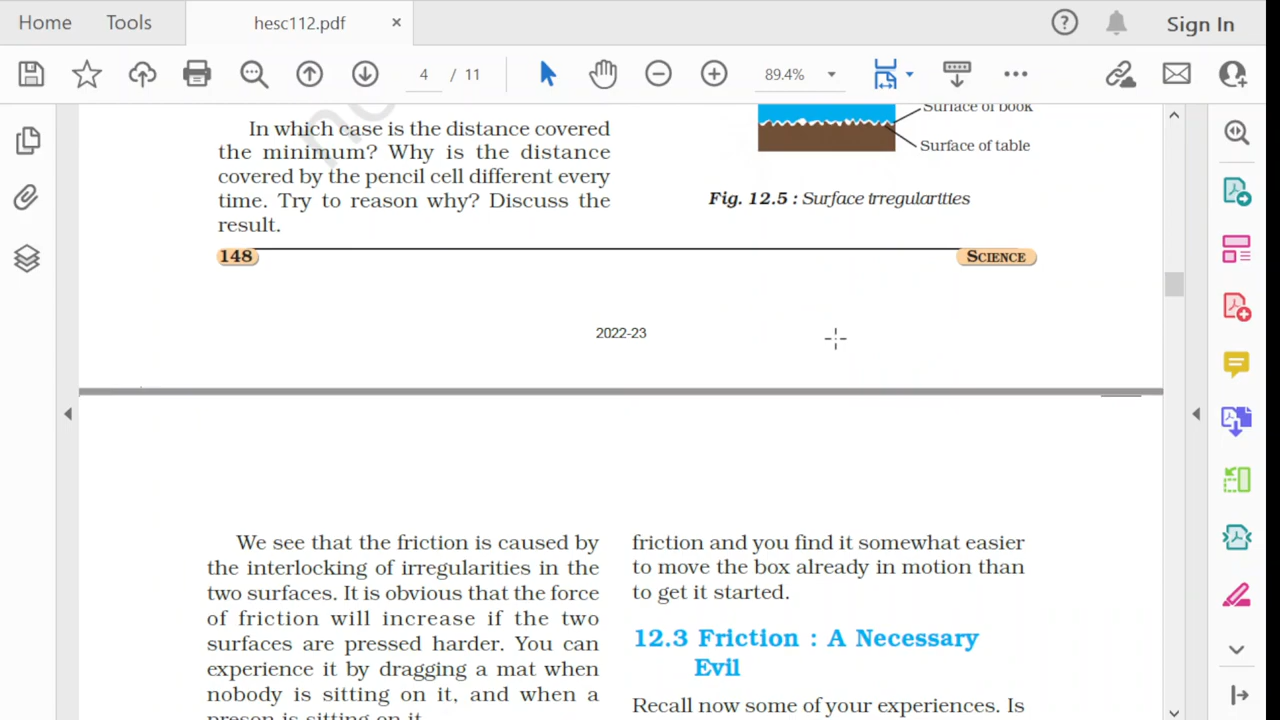 Home
Tools
hesc112.pdf
Sign In
4 / 11
89.4%
Surface of book
In which case is the distance covered
the minimum? Why is the distance
covered by the pencil cell different every
time. Try to reason why? Discuss the
result.
Surface of table
Fig. 12.5 : Surface irregularities
148
SCIENCE
2022-23
We see that the friction is caused by
the interlocking of irregularities in the
two surfaces. It is obvious that the force
of friction will increase if the two
surfaces are pressed harder. You can
experience it by dragging a mat when
nobody is sitting on it, and when a
preson is sitting on it.
friction and you find it somewhat easier
to move the box already in motion than
to get it started.
12.3 Friction : A Necessary
Evil
Recall now some of your experiences. Is